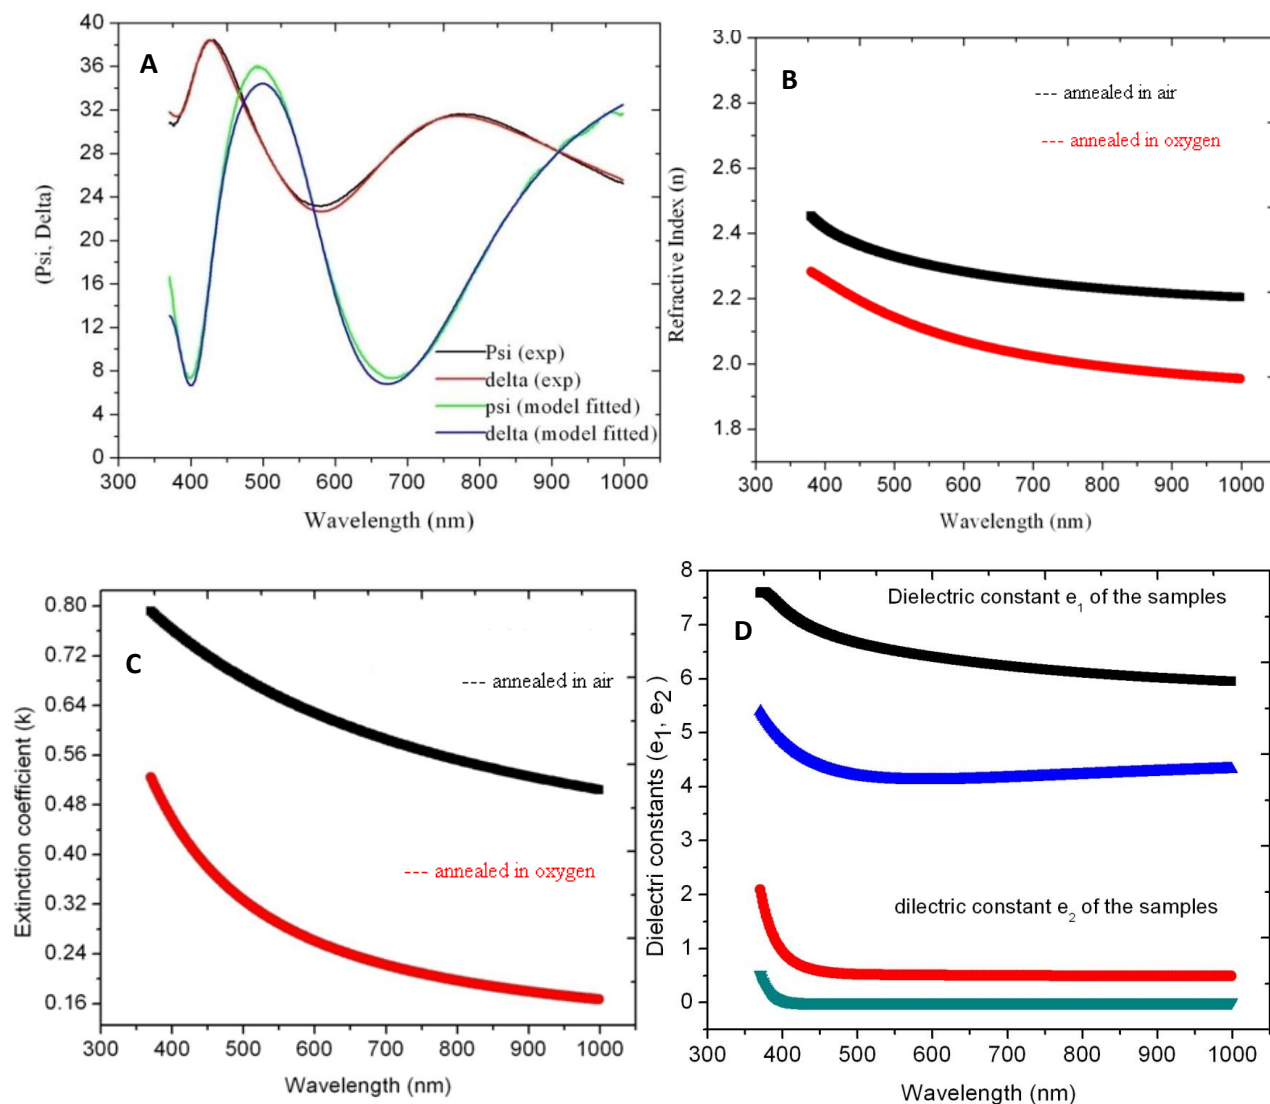 A
40
36
32
28
24
20
16
12
8
4
0
(Psi. Delta)
Psi (exp)
delta (exp)
psi (model fitted)
delta (model fitted)
300 400 500 600 700 800 900 1000
Wavelength (nm)
B
3.0
2.8
2.6
2.4
2.2
2.0
1.8
Refractive Index (n)
--- annealed in air
--- annealed in oxygen
300 400 500 600 700 800 900 1000
Wavelength (nm)
C
0.80
0.72
0.64
0.56
0.48
0.40
0.32
0.24
0.16
Extinction coefficient (k)
--- annealed in air
--- annealed in oxygen
300 400 500 600 700 800 900 1000
Wavelength (nm)
D
8
7
6
5
4
3
2
1
0
Dielectri constants (e1, e2)
Dielectric constant e1 of the samples
dilectric constant e2 of the samples
300 400 500 600 700 800 900 1000
Wavelength (nm)